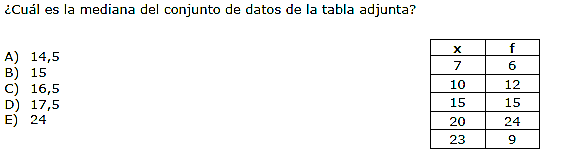 ¿Cuál es la mediana del conjunto de datos de la tabla adjunta?
A) 14,5
B) 15
C) 16,5
D) 17,5
E) 24
x f
7 6
10 12
15 15
20 24
23 9